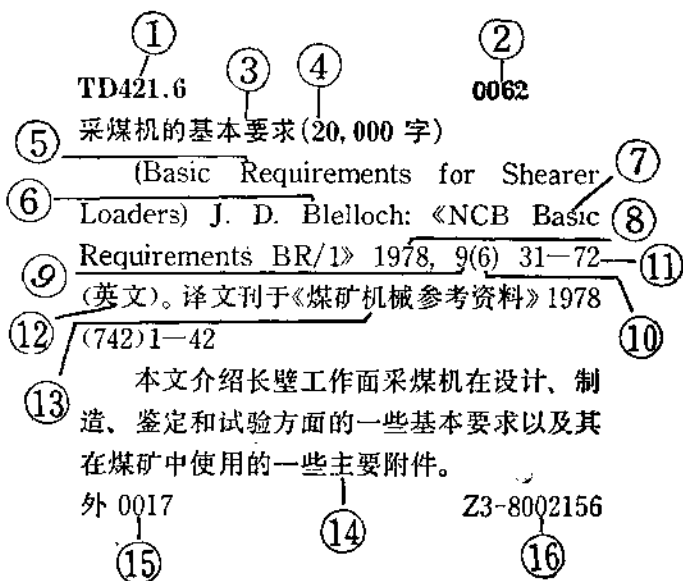 ① ②
③ ④
TD421.6 0062
采煤机的基本要求(20,000 字)
⑤
(Basic Requirements for Shearer
⑥ ⑦
Loaders) J. D. Blelloch: 《NCB Basic
⑧
Requirements BR/1》 1978, 9(6) 31—72
⑨ ⑪
(英文)。译文刊于《煤矿机械参考资料》1978
⑫ ⑩
(742)1—42
⑬
本文介绍长壁工作面采煤机在设计、制
造、鉴定和试验方面的一些基本要求以及其
在煤矿中使用的一些主要附件。
外 0017 Z3-8002156
⑭
⑮ ⑯